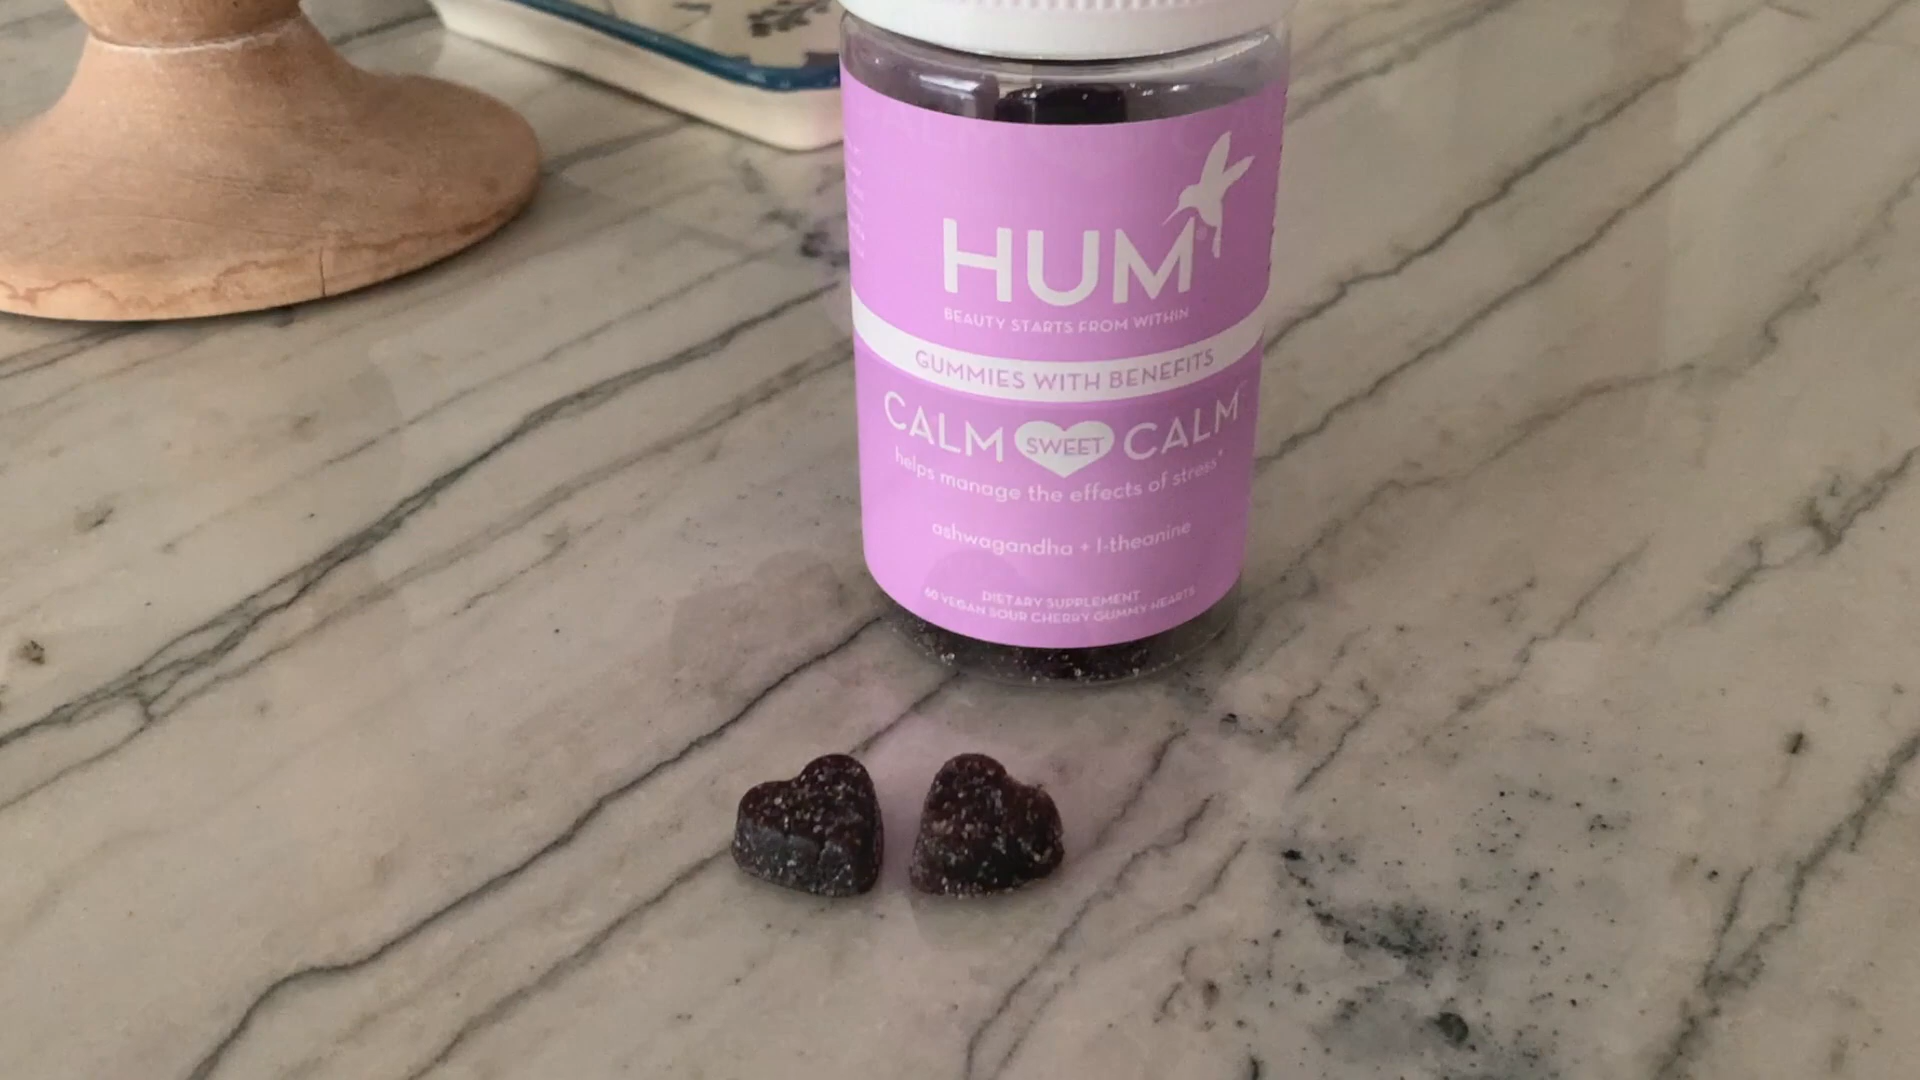 HUM
BEAUTY STARTS FROM WITHIN
GUMMIES WITH BENEFITS
CALM SWEET CALM
helps manage the effects of stress*
ashwagandha + l-theanine
DIETARY SUPPLEMENT
60 VEGAN SOUR CHERRY GUMMY HEARTS